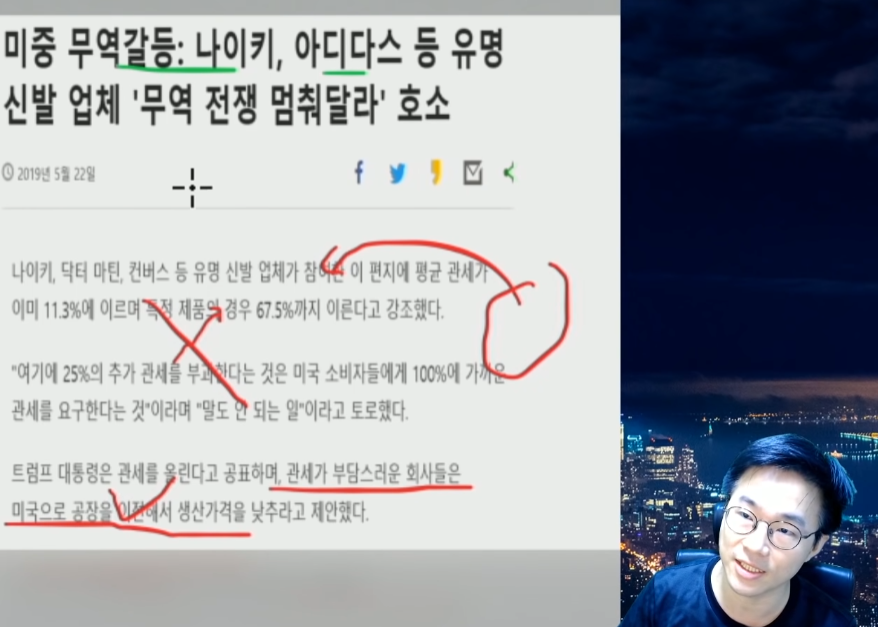 미중 무역갈등: 나이키, 아디다스 등 유명
신발 업체 '무역 전쟁 멈춰달라' 호소
2019년 5월 22일
나이키, 닥터 마틴, 컨버스 등 유명 신발 업체가 참여한 이 편지에 평균 관세가
이미 11.3%에 이르며 특정 제품의 경우 67.5%까지 이른다고 강조했다.
"여기에 25%의 추가 관세를 부과한다는 것은 미국 소비자들에게 100%에 가까운
관세를 요구한다는 것"이라며 "말도 안 되는 일"이라고 토로했다.
트럼프 대통령은 관세를 올린다고 공표하며, 관세가 부담스러운 회사들은
미국으로 공장을 이전해서 생산가격을 낮추라고 제안했다.